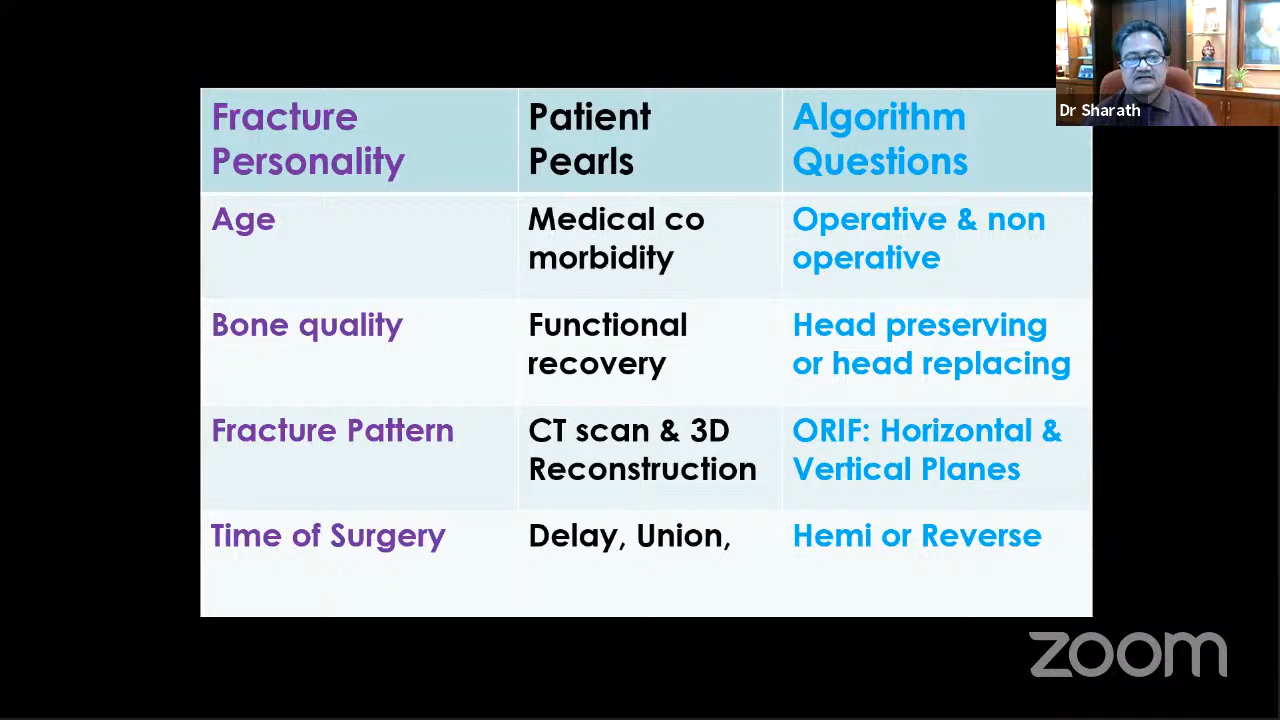 Fracture
Personality
Patient
Pearls
Algorithm
Questions
Age
Medical co
morbidity
Operative & non
operative
Bone quality
Functional
recovery
Head preserving
or head replacing
Fracture Pattern
CT scan & 3D
Reconstruction
ORIF: Horizontal &
Vertical Planes
Time of Surgery
Delay, Union,
Hemi or Reverse
Dr Sharath
zoom